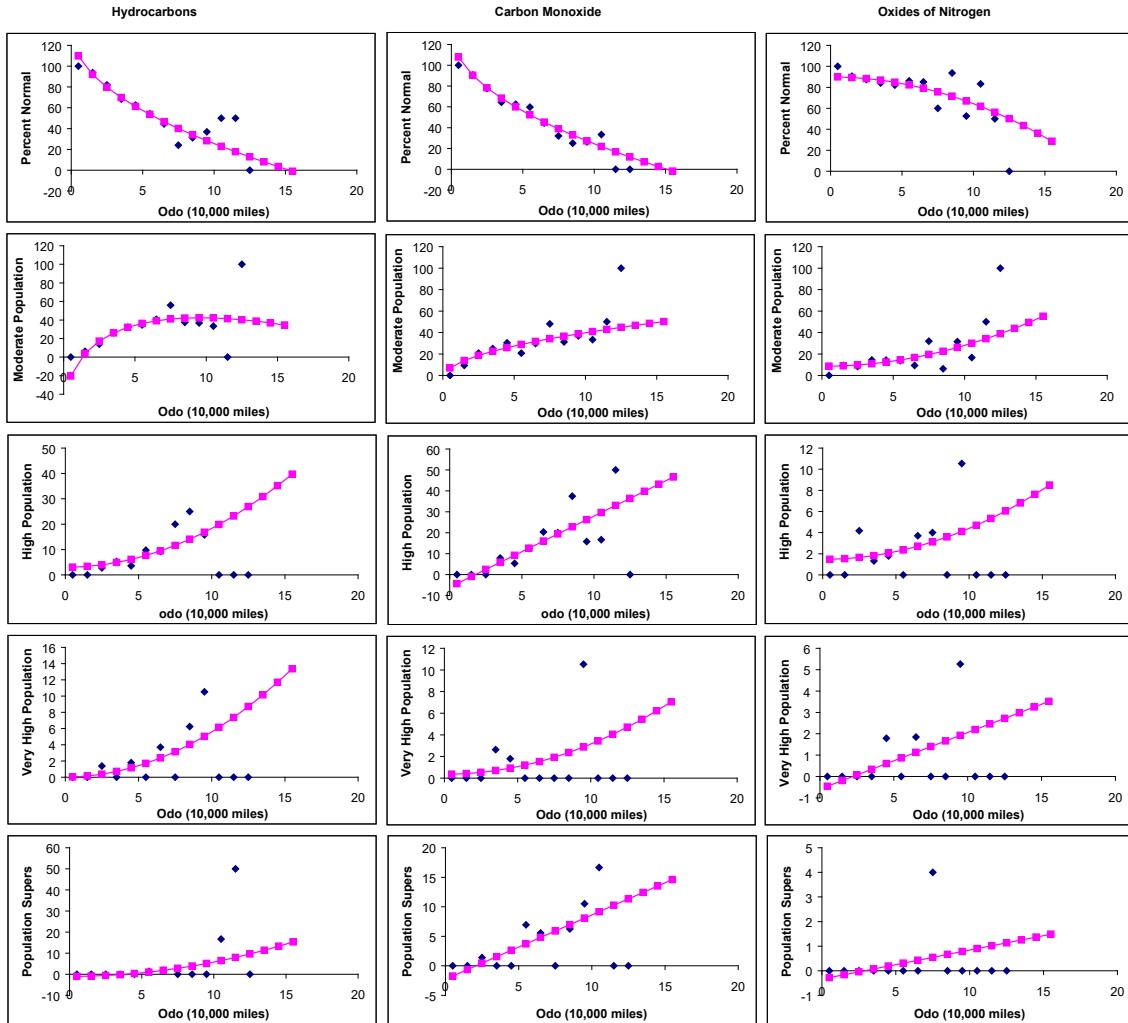 Hydrocarbons
Carbon Monoxide
Oxides of Nitrogen
Percent Normal
120
100
80
60
40
20
0
-20
0 5 10 15 20
Odo (10,000 miles)
Percent Normal
120
100
80
60
40
20
0
-20
0 5 10 15 20
Odo (10,000 miles)
Percent Normal
120
100
80
60
40
20
0
0 5 10 15 20
Odo (10,000 miles)
Moderate Population
120
100
80
60
40
20
0
-20
-40
0 5 10 15 20
Odo (10,000 miles)
Moderate Population
120
100
80
60
40
20
0
0 5 10 15 20
Odo (10,000 miles)
Moderate Population
120
100
80
60
40
20
0
0 5 10 15 20
Odo (10,000 miles)
High Population
50
40
30
20
10
0
0 5 10 15 20
odo (10,000 miles)
High Population
60
50
40
30
20
10
0
-10
0 5 10 15 20
odo (10,000 miles)
High Population
12
10
8
6
4
2
0
0 5 10 15 20
odo (10,000 miles)
Very High Population
16
14
12
10
8
6
4
2
0
0 5 10 15 20
Odo (10,000 miles)
Very High Population
12
10
8
6
4
2
0
0 5 10 15 20
Odo (10,000 miles)
Very High Population
6
5
4
3
2
1
0
-1
0 5 10 15 20
Odo (10,000 miles)
Population Supers
60
50
40
30
20
10
0
-10
0 5 10 15 20
Odo (10,000 miles)
Population Supers
20
15
10
5
0
-5
0 5 10 15 20
Odo (10,000 miles)
Population Supers
5
4
3
2
1
0
-1
0 5 10 15 20
Odo (10,000 miles)